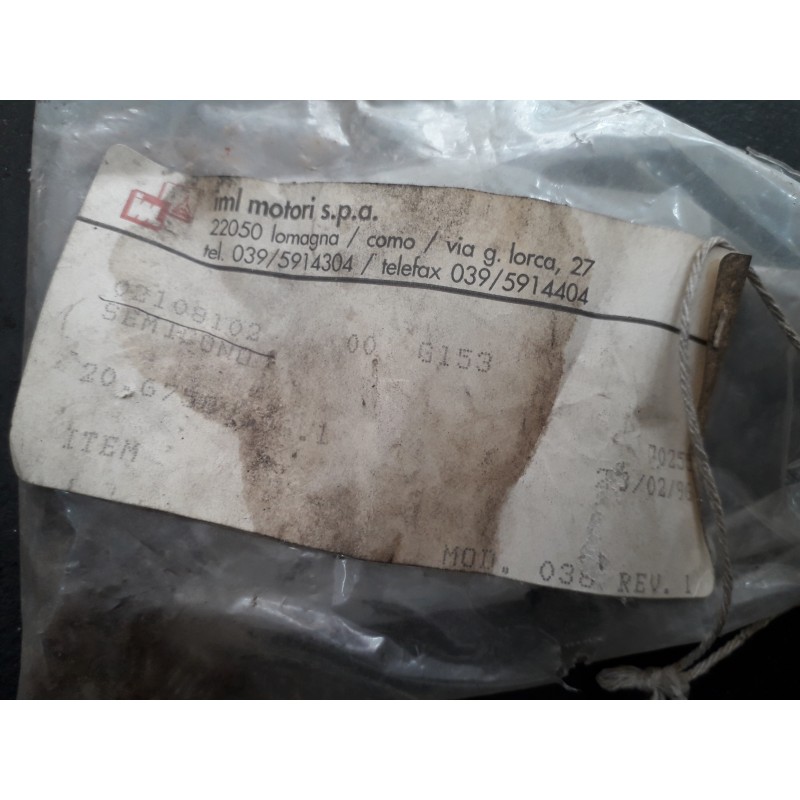 iml motori s.p.a.
22050 lomagna / como / via g. lorca, 27
tel. 039/5914304 / telefax 039/5914404
02109102 00 G153
ITEM
MOD. 038 REV. 1